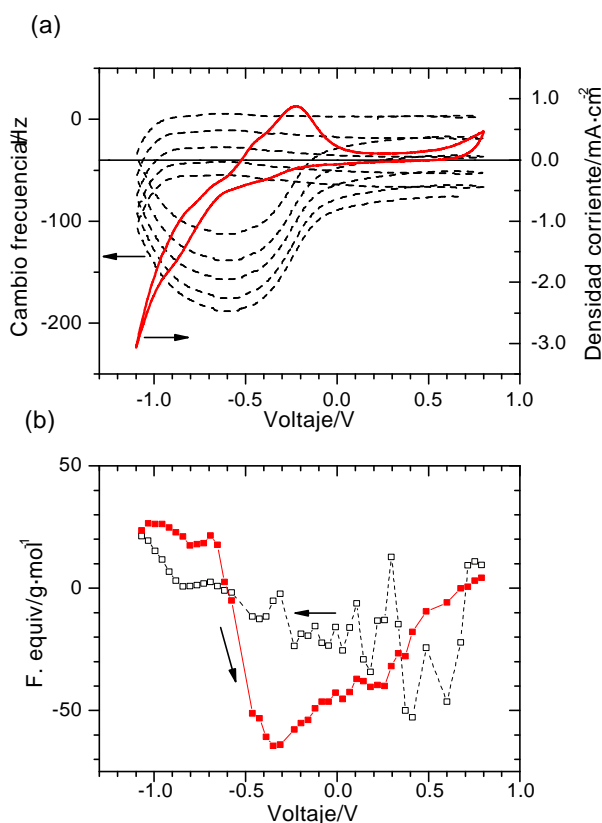 (a)
0
-100
-200
Cambio frecuencia/Hz
1.0
0.0
-1.0
-2.0
-3.0
Densidad corriente/mA·cm-2
-1.0 -0.5 0.0 0.5 1.0
Voltaje/V
(b)
50
0
-50
F. equiv/g·mol1
-1.0 -0.5 0.0 0.5 1.0
Voltaje/V